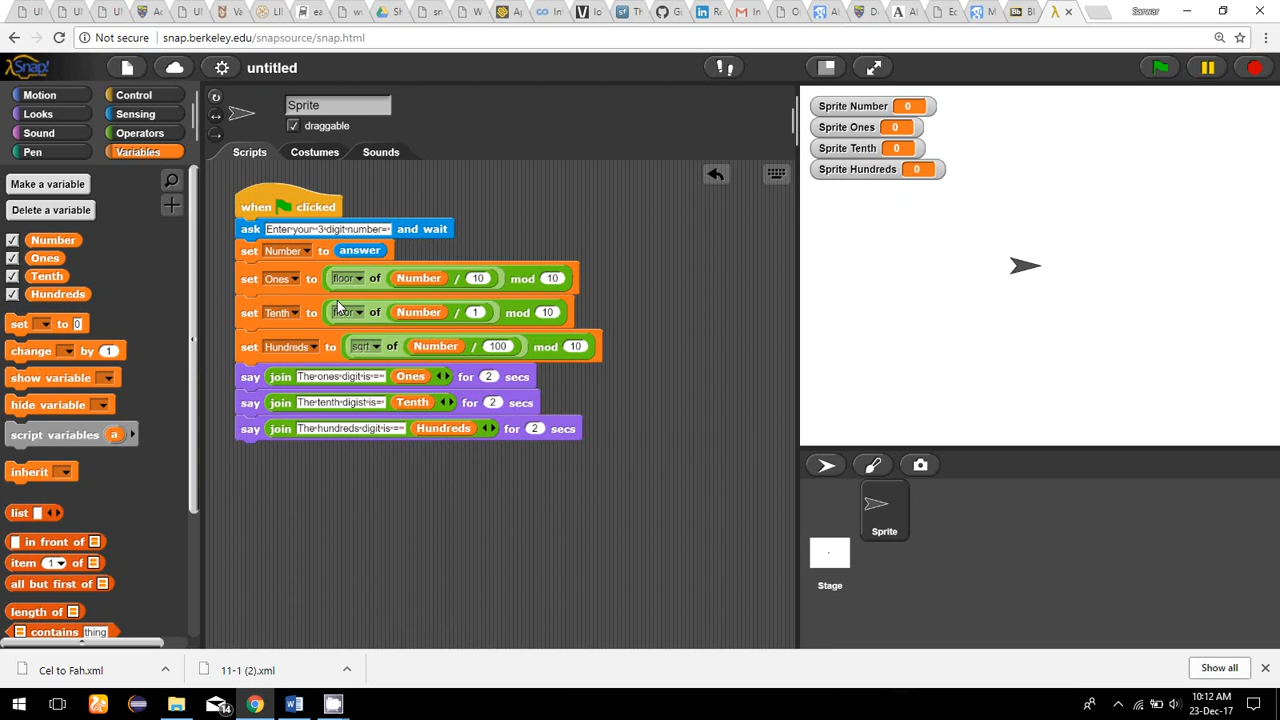 Sarwar
Not secure snap.berkeley.edu/snapsource/snap.html
Snap!
untitled
Motion
Control
Looks
Sensing
Sound
Operators
Pen
Variables
Make a variable
Delete a variable
Number
Ones
Tenth
Hundreds
set to 0
change by 1
show variable
hide variable
script variables a
inherit
list
in front of
item 1 of
all but first of
length of
contains thing
Sprite
draggable
Scripts
Costumes
Sounds
when clicked
ask Enter·your··3·digit·number=· and wait
set Number to answer
set Ones to floor of Number / 10 mod 10
set Tenth to floor of Number / 1 mod 10
set Hundreds to sqrt of Number / 100 mod 10
say join The·ones·digit·is·==· Ones for 2 secs
say join The·tenth·digist·is==· Tenth for 2 secs
say join The·hundreds·digit·is·==· Hundreds for 2 secs
Sprite Number 0
Sprite Ones 0
Sprite Tenth 0
Sprite Hundreds 0
Sprite
Stage
Cel to Fah.xml
11-1 (2).xml
Show all
14
10:12 AM
23-Dec-17